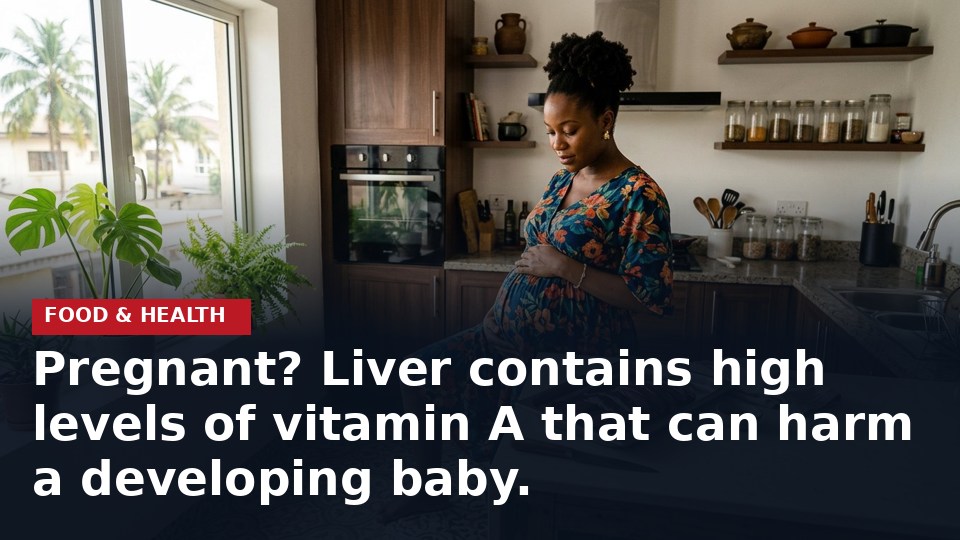 FOOD & HEALTH
Pregnant? Liver contains high
levels of vitamin A that can harm
a developing baby.